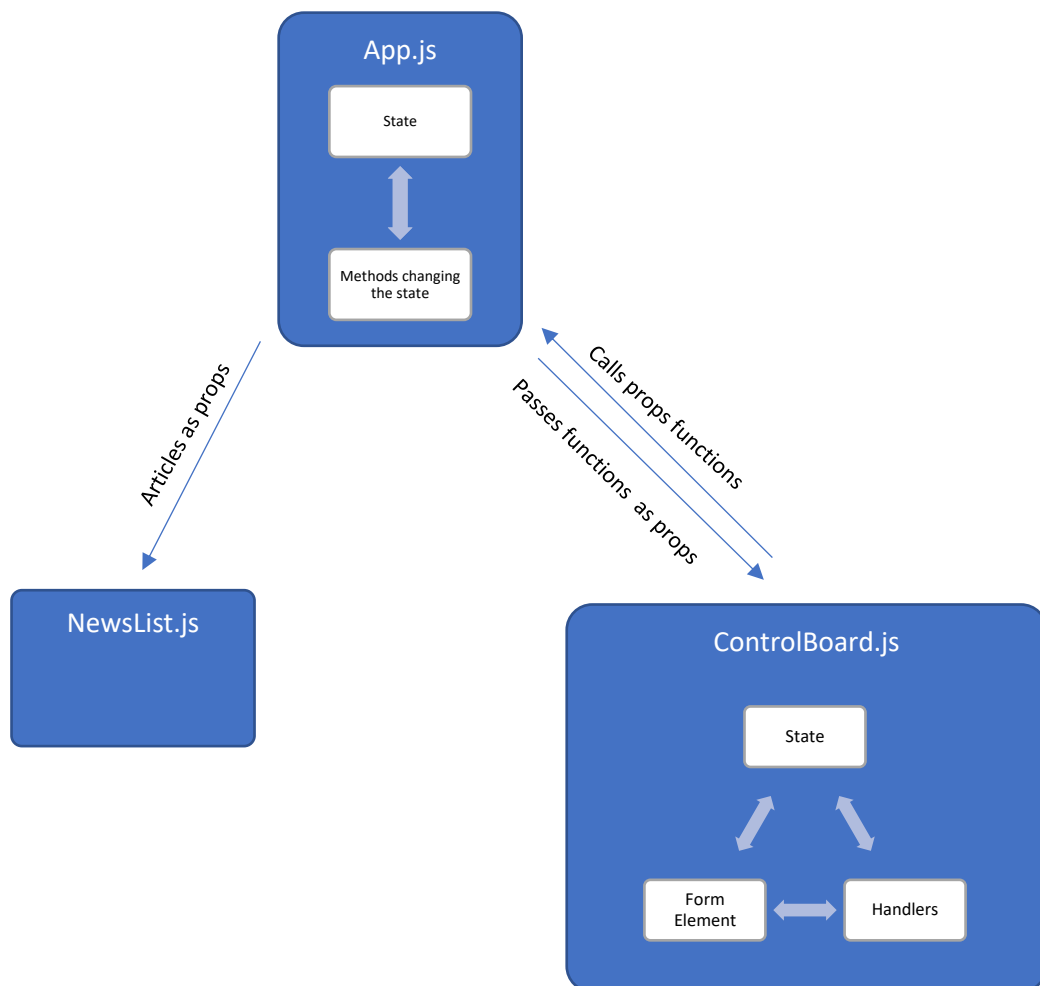 App.js
State
Methods changing
the state
Articles as props
Calls props functions
Passes functions as props
NewsList.js
ControlBoard.js
State
Form
Element
Handlers